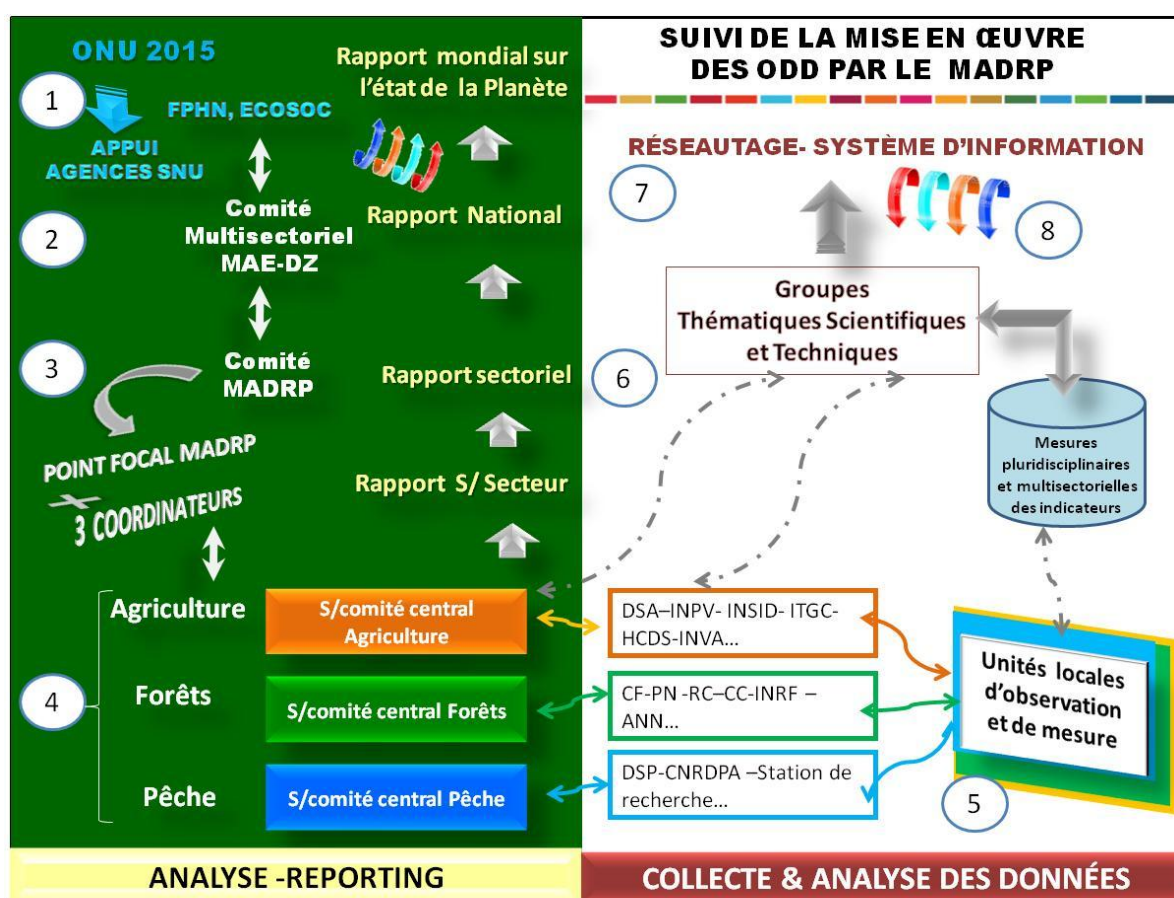 ONU 2015
1
FPHN, ECOSOC
APPUI
AGENCES SNU
2
Comité
Multisectoriel
MAE-DZ
3
Comité
MADRP
POINT FOCAL MADRP
3 COORDINATEURS
Rapport mondial sur
l'état de la Planète
Rapport National
Rapport sectoriel
Rapport S/ Secteur
4
Agriculture
S/comité central
Agriculture
Forêts
S/comité central Forêts
Pêche
S/comité central Pêche
ANALYSE -REPORTING
SUIVI DE LA MISE EN ŒUVRE
DES ODD PAR LE MADRP
RÉSEAUTAGE- SYSTÈME D'INFORMATION
7
8
Groupes
Thématiques Scientifiques
et Techniques
6
Mesures
pluridisciplinaires
et multisectorielles
des indicateurs
DSA–INPV- INSID- ITGC-
HCDS-INVA...
CF-PN -RC–CC-INRF –
ANN...
DSP-CNRDPA –Station de
recherche...
Unités locales
d'observation
et de mesure
5
COLLECTE & ANALYSE DES DONNÉES